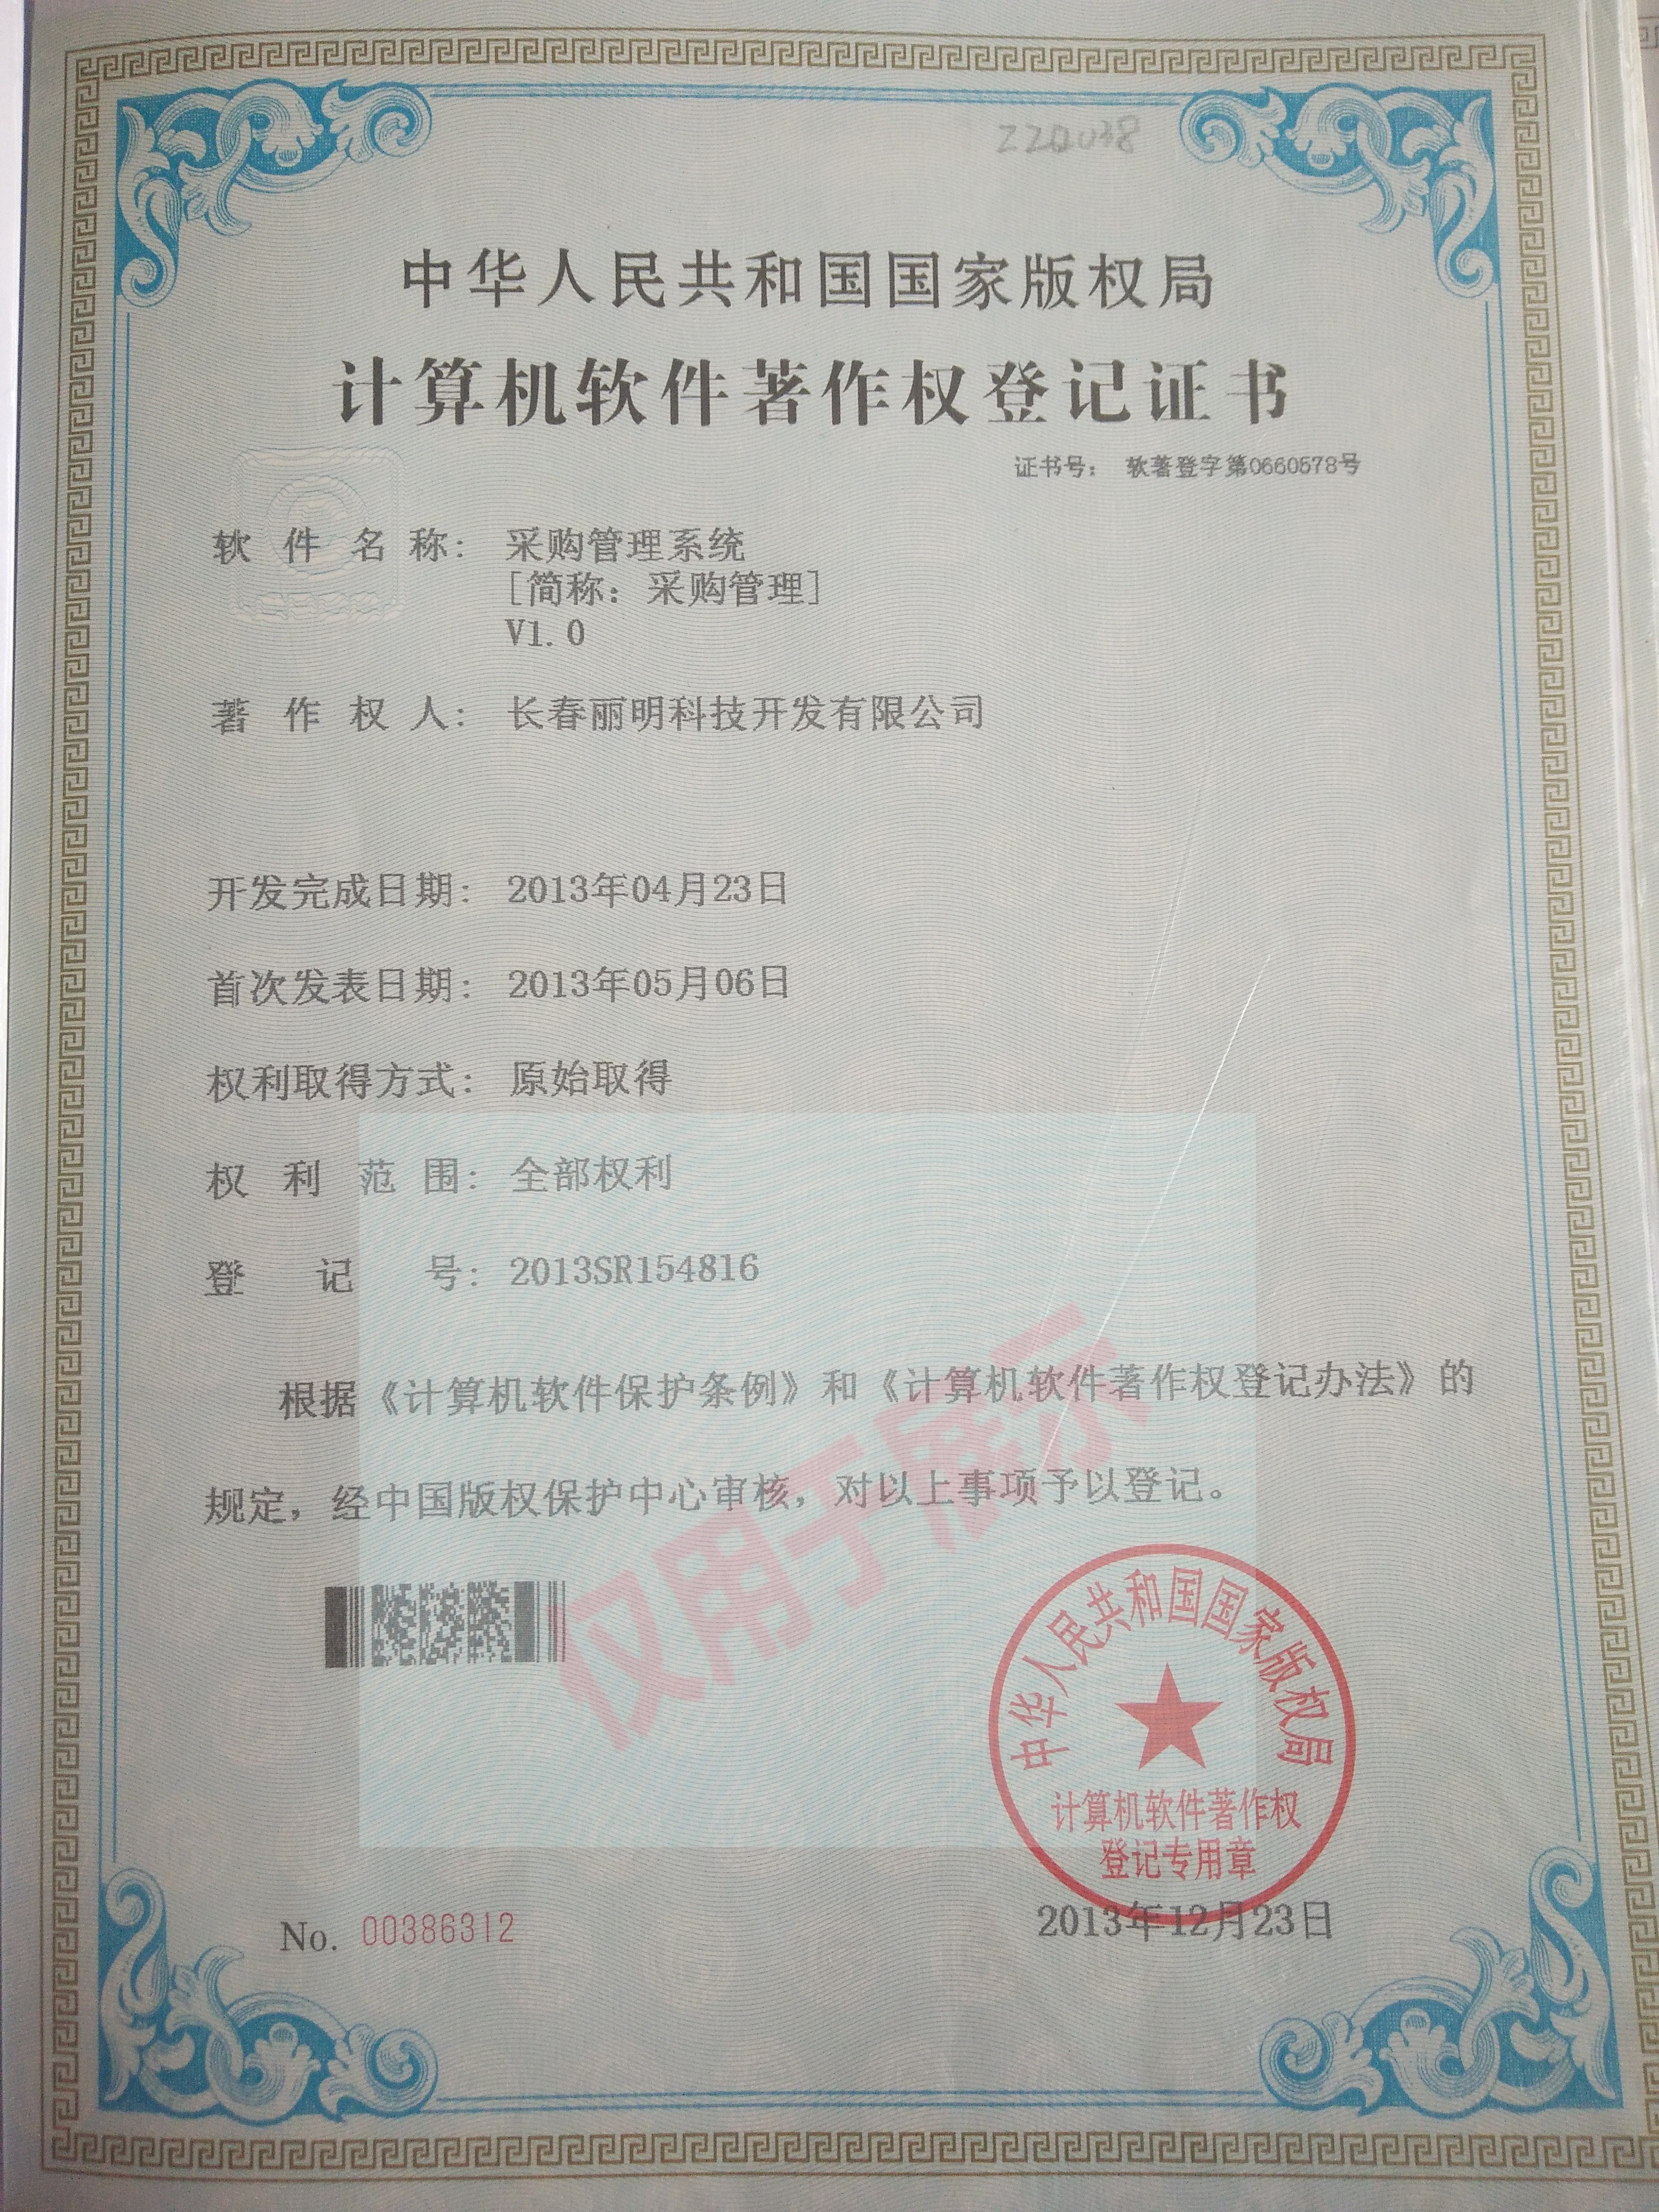 中华人民共和国国家版权局
计算机软件著作权登记证书
证书号： 软著登字第0660578号
软件名称： 采购管理系统
[简称：采购管理]
V1.0
著作权人： 长春丽明科技开发有限公司
开发完成日期： 2013年04月23日
首次发表日期： 2013年05月06日
权利取得方式： 原始取得
权利范围： 全部权利
登记号： 2013SR154816
根据《计算机软件保护条例》和《计算机软件著作权登记办法》的
规定，经中国版权保护中心审核，对以上事项予以登记。
仅用于展示
中华人民共和国国家版权局
计算机软件著作权
登记专用章
No. 00386312
2013年12月23日